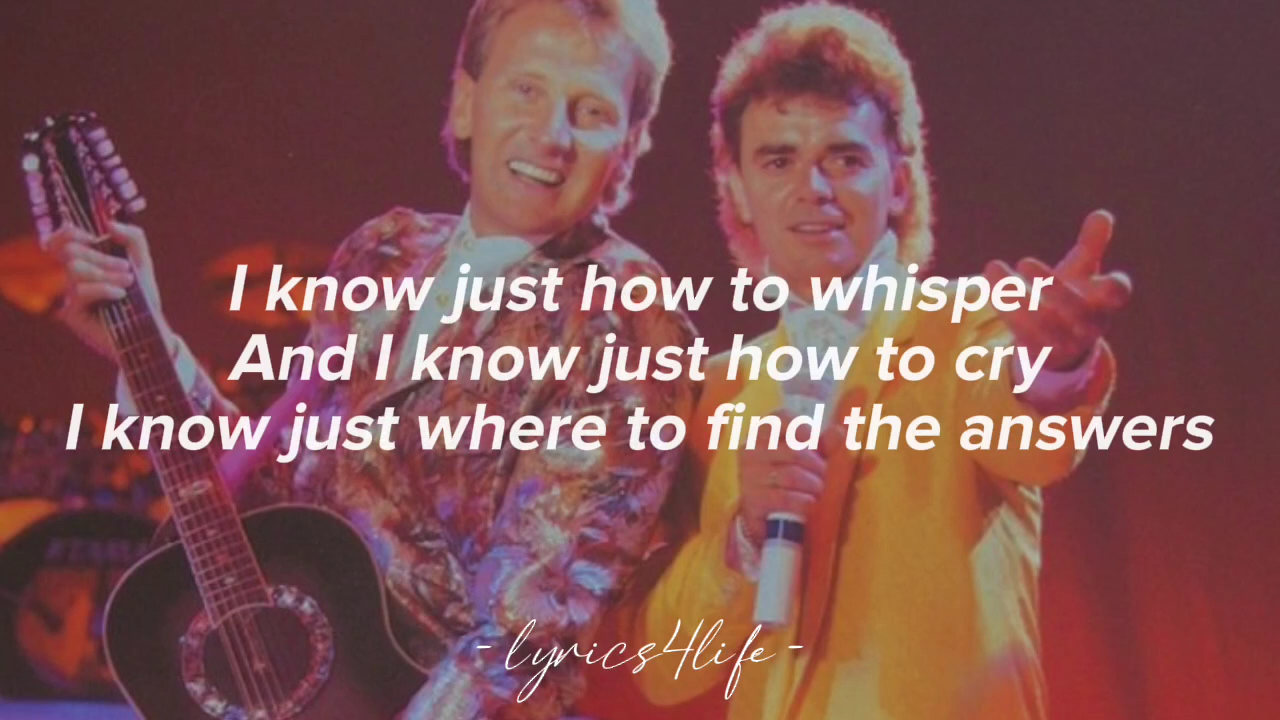 I know just how to whisper
And I know just how to cry
I know just where to find the answers
- lyrics4life -